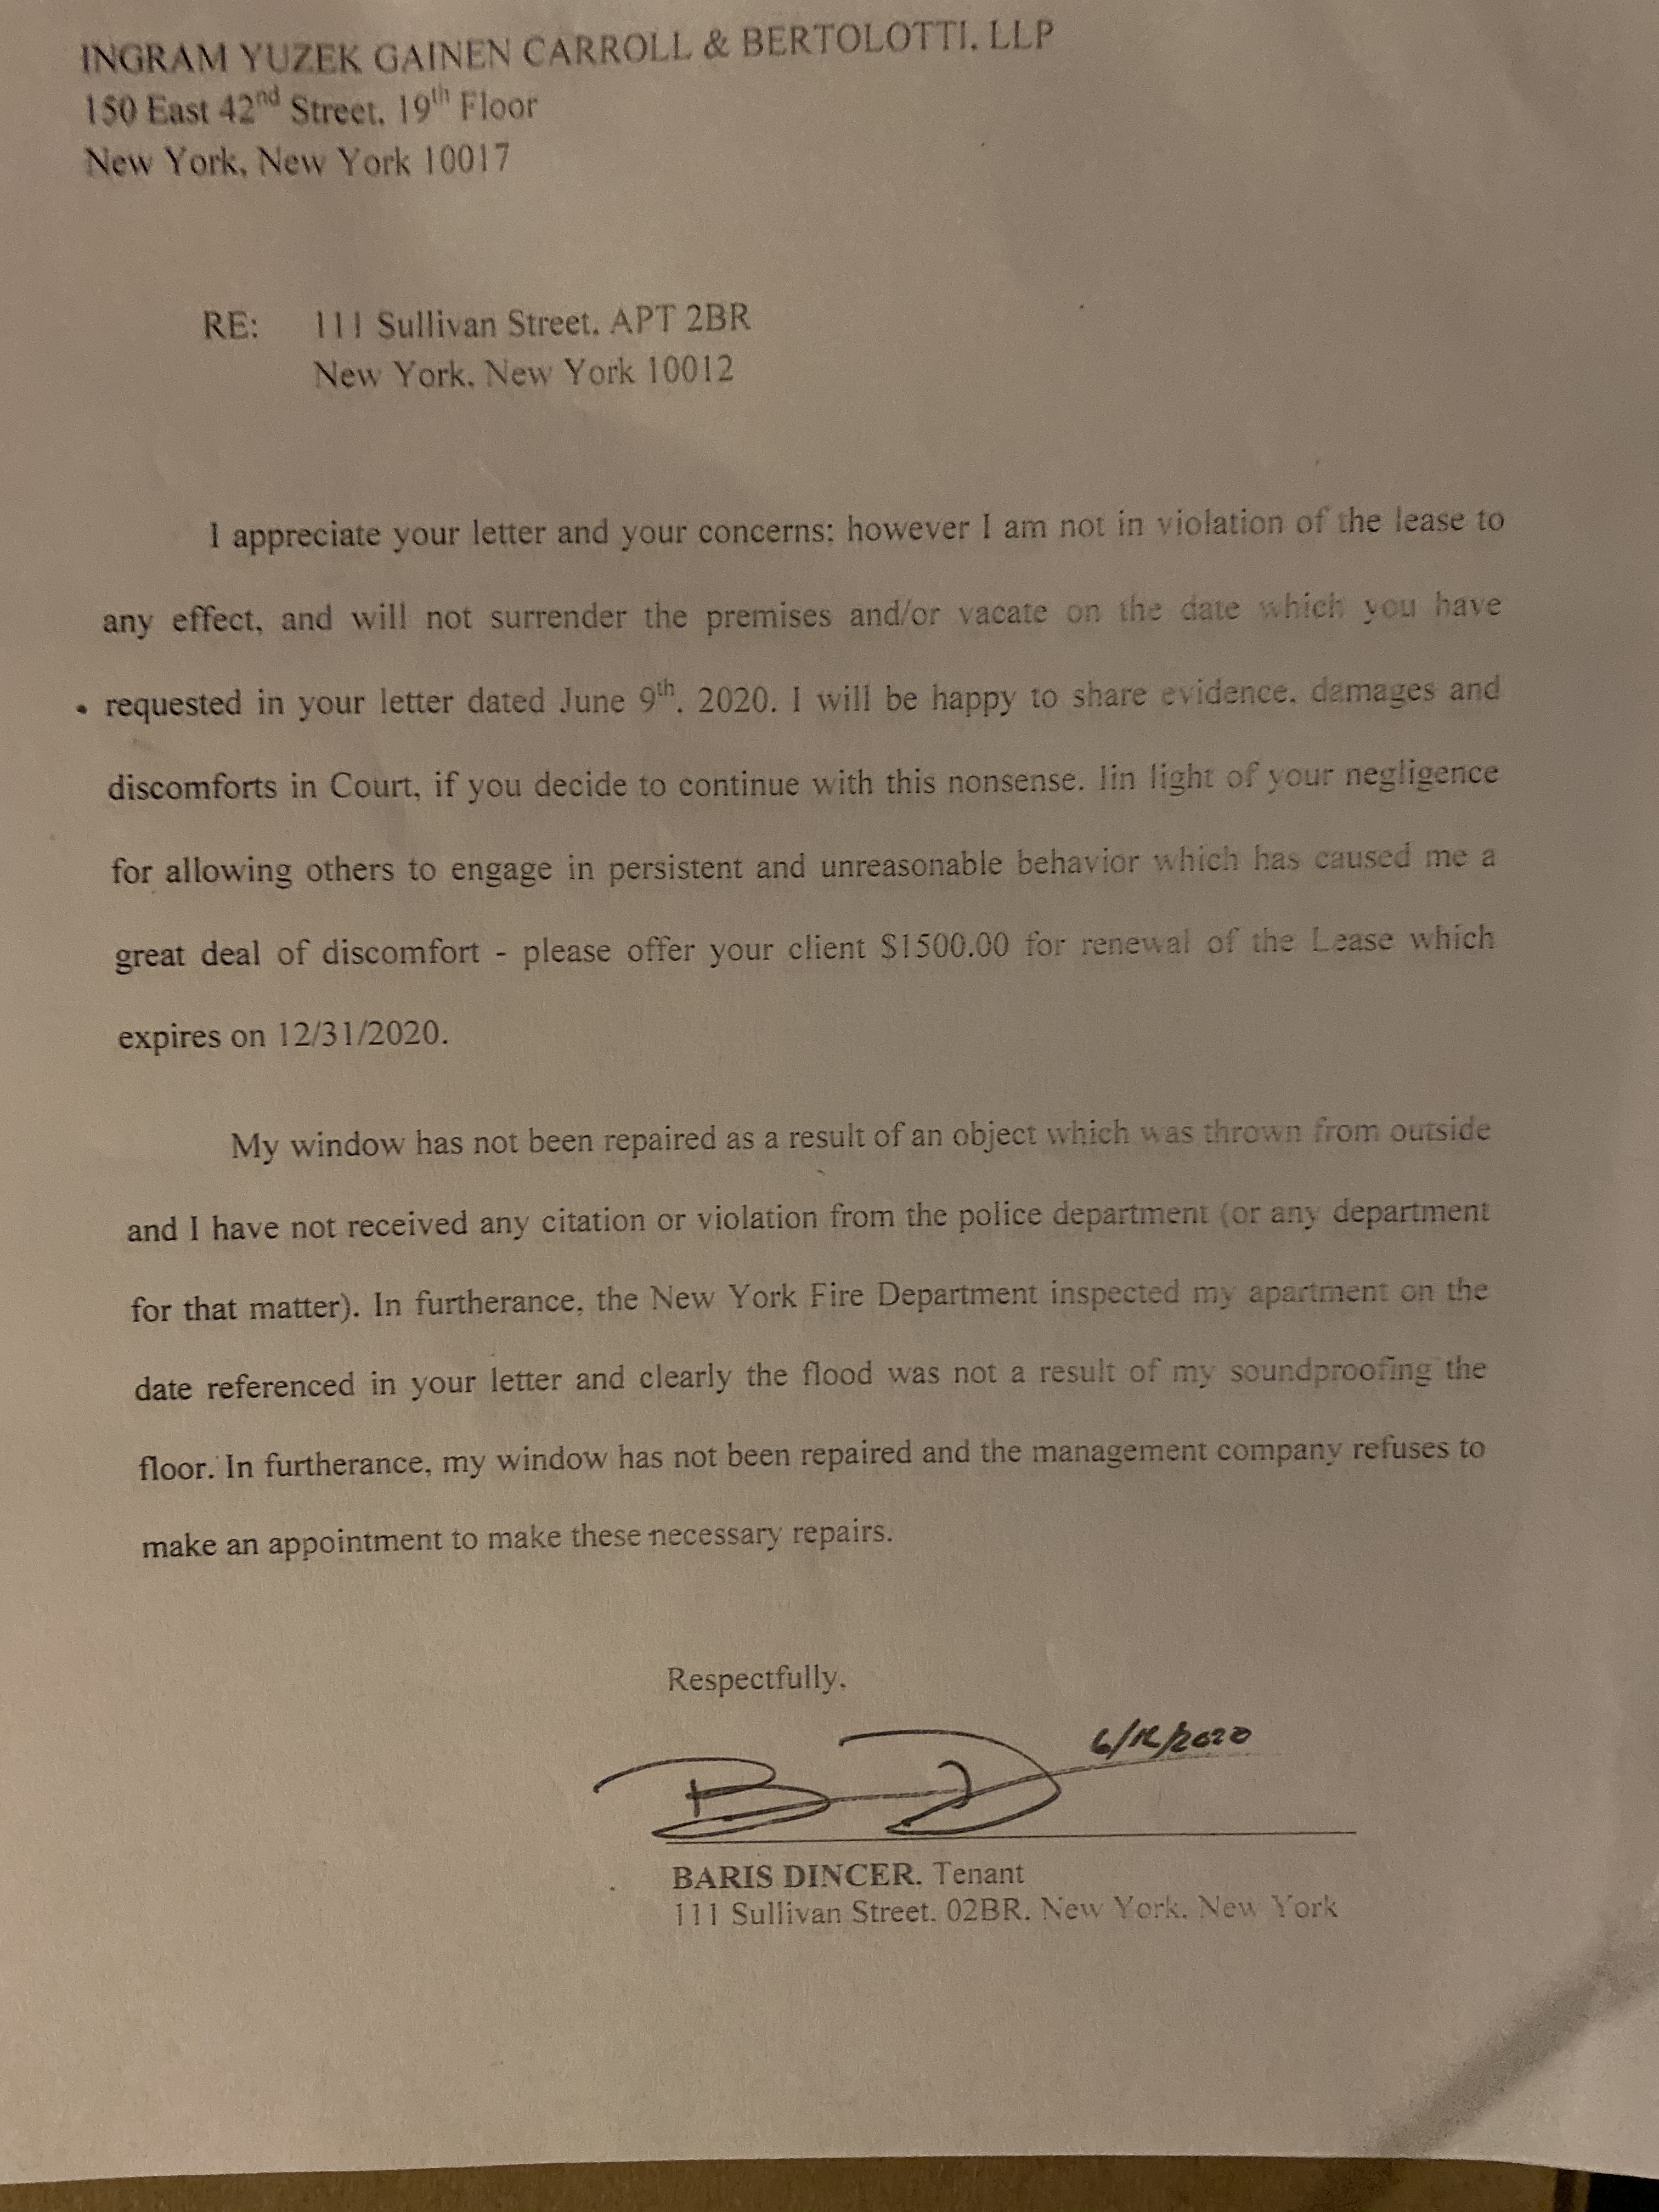 INGRAM YUZEK GAINEN CARROLL & BERTOLOTTI, LLP
150 East 42nd Street, 19th Floor
New York, New York 10017
RE: 111 Sullivan Street, APT 2BR
New York, New York 10012
I appreciate your letter and your concerns; however I am not in violation of the lease to
any effect, and will not surrender the premises and/or vacate on the date which you have
requested in your letter dated June 9th, 2020. I will be happy to share evidence, damages and
discomforts in Court, if you decide to continue with this nonsense. Iin light of your negligence
for allowing others to engage in persistent and unreasonable behavior which has caused me a
great deal of discomfort - please offer your client $1500.00 for renewal of the Lease which
expires on 12/31/2020.
My window has not been repaired as a result of an object which was thrown from outside
and I have not received any citation or violation from the police department (or any department
for that matter). In furtherance, the New York Fire Department inspected my apartment on the
date referenced in your letter and clearly the flood was not a result of my soundproofing the
floor. In furtherance, my window has not been repaired and the management company refuses to
make an appointment to make these necessary repairs.
Respectfully,
B D 6/12/2020
BARIS DINCER, Tenant
111 Sullivan Street, 02BR, New York, New York